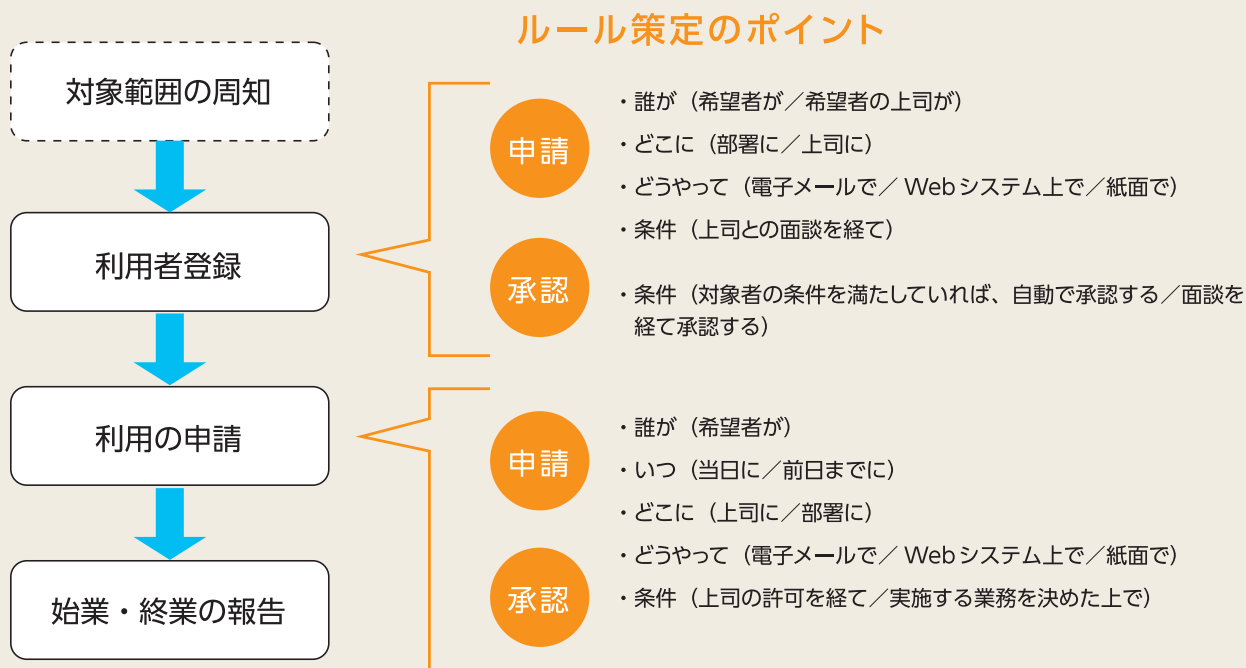 ルール策定のポイント
対象範囲の周知
利用者登録
利用の申請
始業・終業の報告
申請
・誰が（希望者が／希望者の上司が）
・どこに（部署に／上司に）
・どうやって（電子メールで／ Webシステム上で／紙面で）
・条件（上司との面談を経て）
承認
・条件（対象者の条件を満たしていれば、自動で承認する／面談を
経て承認する）
申請
・誰が（希望者が）
・いつ（当日に／前日までに）
・どこに（上司に／部署に）
・どうやって（電子メールで／ Webシステム上で／紙面で）
承認
・条件（上司の許可を経て／実施する業務を決めた上で）